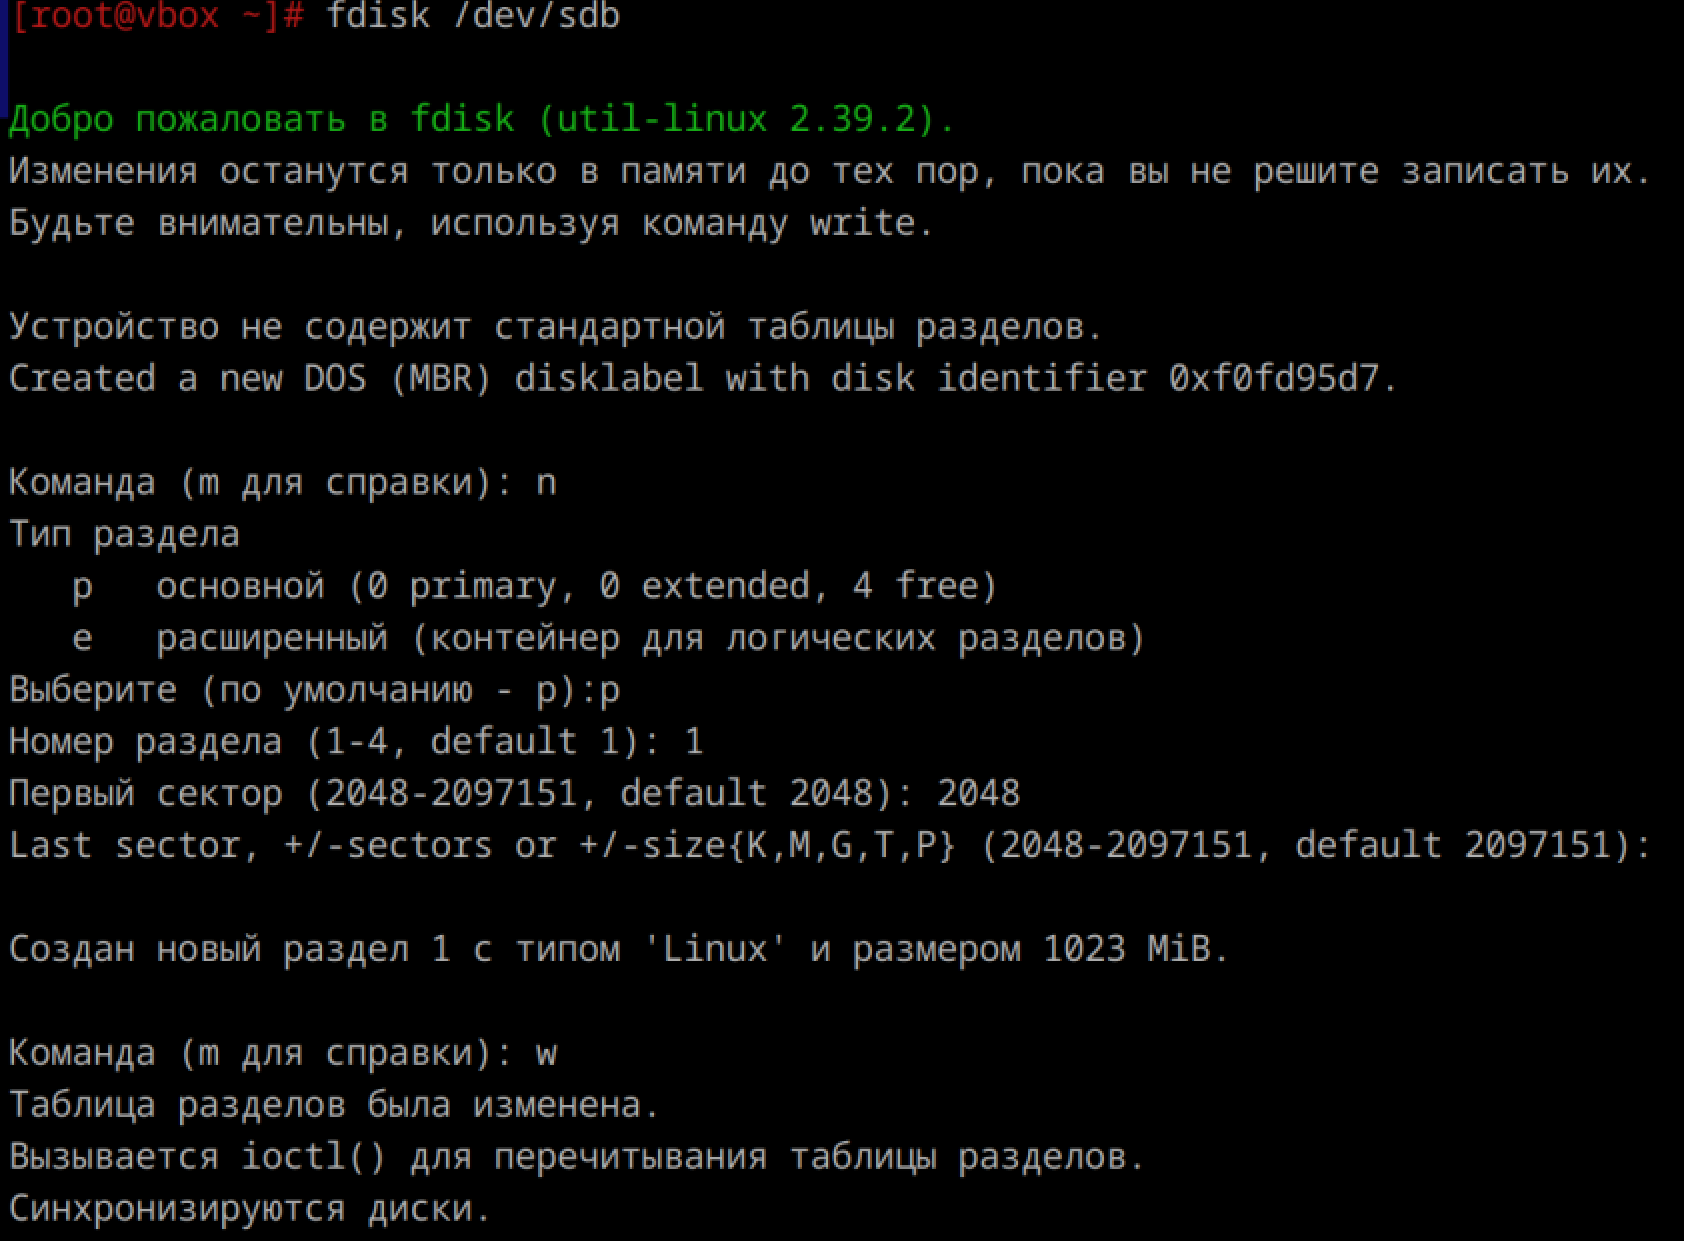 [root@vbox ~]# fdisk /dev/sdb
Добро пожаловать в fdisk (util-linux 2.39.2).
Изменения останутся только в памяти до тех пор, пока вы не решите записать их.
Будьте внимательны, используя команду write.
Устройство не содержит стандартной таблицы разделов.
Created a new DOS (MBR) disklabel with disk identifier 0xf0fd95d7.
Команда (m для справки): n
Тип раздела
   p   основной (0 primary, 0 extended, 4 free)
   e   расширенный (контейнер для логических разделов)
Выберите (по умолчанию - p):p
Номер раздела (1-4, default 1): 1
Первый сектор (2048-2097151, default 2048): 2048
Last sector, +/-sectors or +/-size{K,M,G,T,P} (2048-2097151, default 2097151):
Создан новый раздел 1 с типом 'Linux' и размером 1023 MiB.
Команда (m для справки): w
Таблица разделов была изменена.
Вызывается ioctl() для перечитывания таблицы разделов.
Синхронизируются диски.